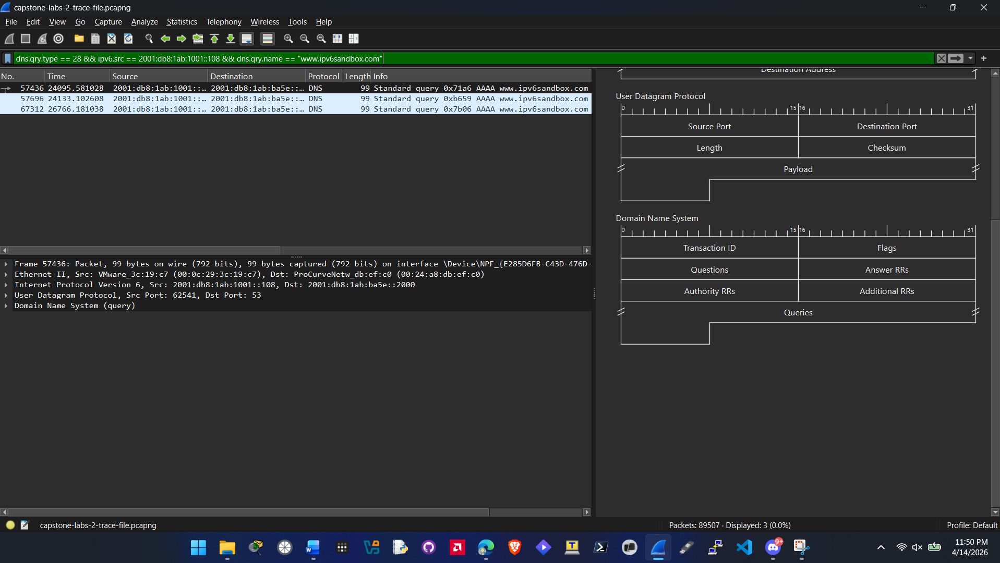 capstone-labs-2-trace-file.pcapng
File Edit View Go Capture Analyze Statistics Telephony Wireless Tools Help
dns.qry.type == 28 && ipv6.src == 2001:db8:1ab:1001::108 && dns.qry.name == "www.ipv6sandbox.com"
No. Time Source Destination Protocol Length Info
57436 24095.581028 2001:db8:1ab:1001::… 2001:db8:1ab:ba5e::… DNS 99 Standard query 0x71a6 AAAA www.ipv6sandbox.com
57696 24133.102608 2001:db8:1ab:1001::… 2001:db8:1ab:ba5e::… DNS 99 Standard query 0xb659 AAAA www.ipv6sandbox.com
67312 26766.181038 2001:db8:1ab:1001::… 2001:db8:1ab:ba5e::… DNS 99 Standard query 0x7b06 AAAA www.ipv6sandbox.com
Frame 57436: Packet, 99 bytes on wire (792 bits), 99 bytes captured (792 bits) on interface \Device\NPF_{E285D6FB-C43D-476D-
Ethernet II, Src: VMware_3c:19:c7 (00:0c:29:3c:19:c7), Dst: ProCurveNetw_db:ef:c0 (00:24:a8:db:ef:c0)
Internet Protocol Version 6, Src: 2001:db8:1ab:1001::108, Dst: 2001:db8:1ab:ba5e::2000
User Datagram Protocol, Src Port: 62541, Dst Port: 53
Domain Name System (query)
Destination Address
User Datagram Protocol
0 15 16 31
Source Port Destination Port
Length Checksum
Payload
Domain Name System
0 15 16 31
Transaction ID Flags
Questions Answer RRs
Authority RRs Additional RRs
Queries
capstone-labs-2-trace-file.pcapng
Packets: 89507 · Displayed: 3 (0.0%)
Profile: Default
9+
11:50 PM
4/14/2026